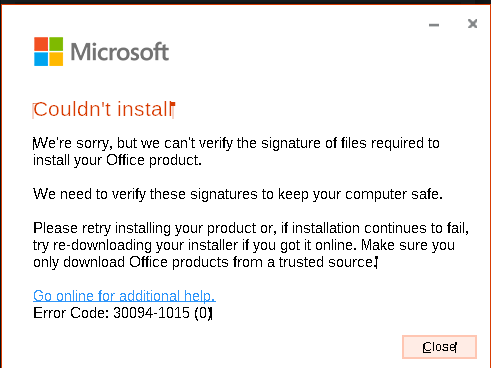 Microsoft
Couldn't install
We're sorry, but we can't verify the signature of files required to
install your Office product.
We need to verify these signatures to keep your computer safe.
Please retry installing your product or, if installation continues to fail,
try re-downloading your installer if you got it online. Make sure you
only download Office products from a trusted source.
Go online for additional help.
Error Code: 30094-1015 (0)
Close